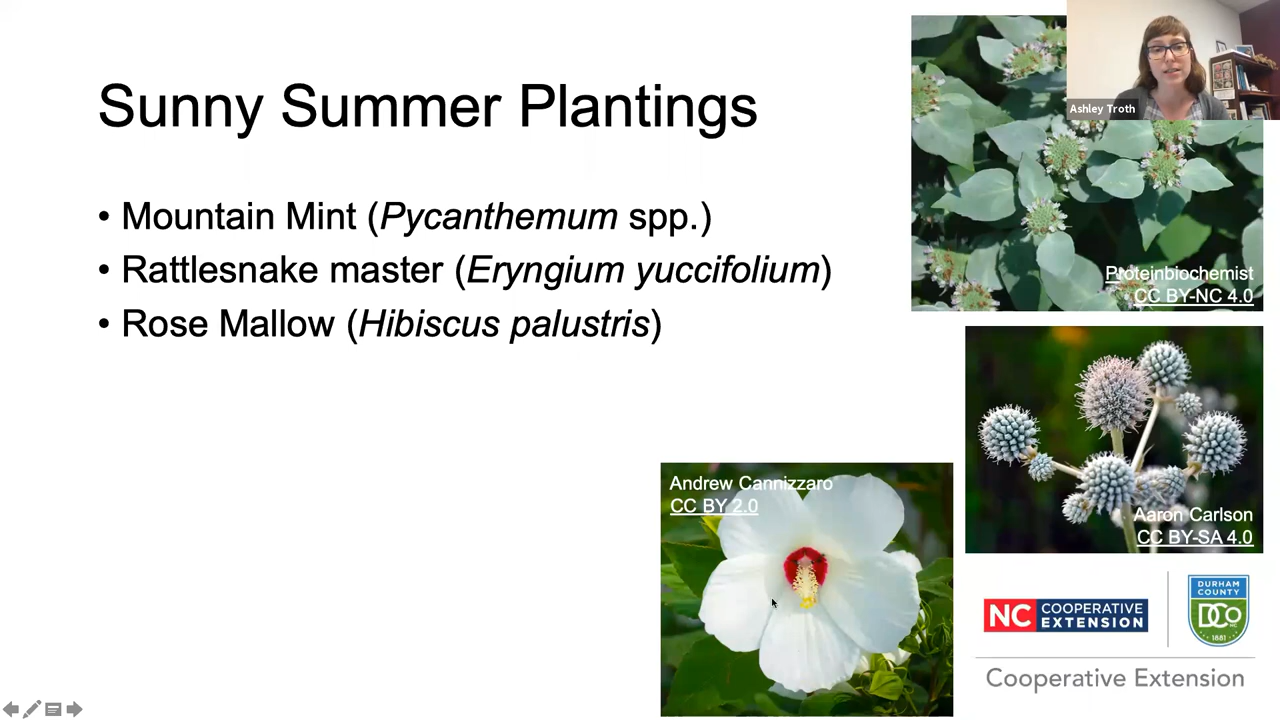 Sunny Summer Plantings
• Mountain Mint (Pycanthemum spp.)
• Rattlesnake master (Eryngium yuccifolium)
• Rose Mallow (Hibiscus palustris)
Ashley Troth
Proteinbiochemist
CC BY-NC 4.0
Aaron Carlson
CC BY-SA 4.0
Andrew Cannizzaro
CC BY 2.0
NC COOPERATIVE
EXTENSION
DURHAM
COUNTY
DCo
NC
1881
Cooperative Extension